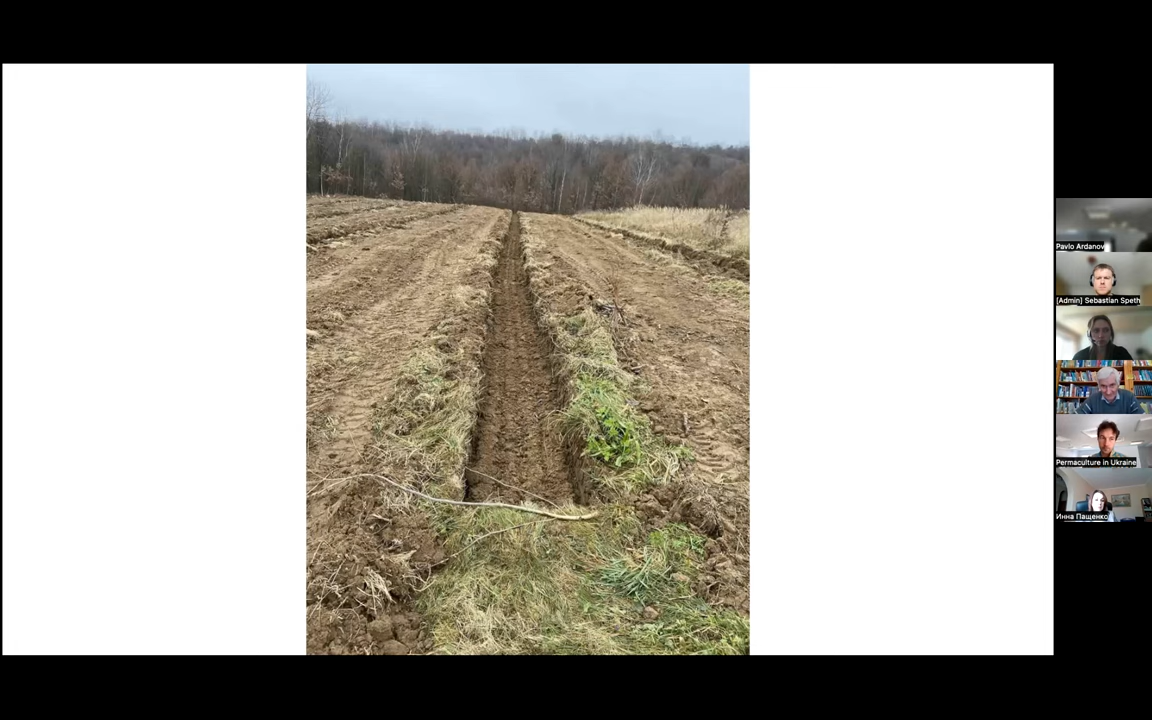 Pavlo Ardanov
[Admin] Sebastian Speth
Permaculture in Ukraine
Инна Пащенко